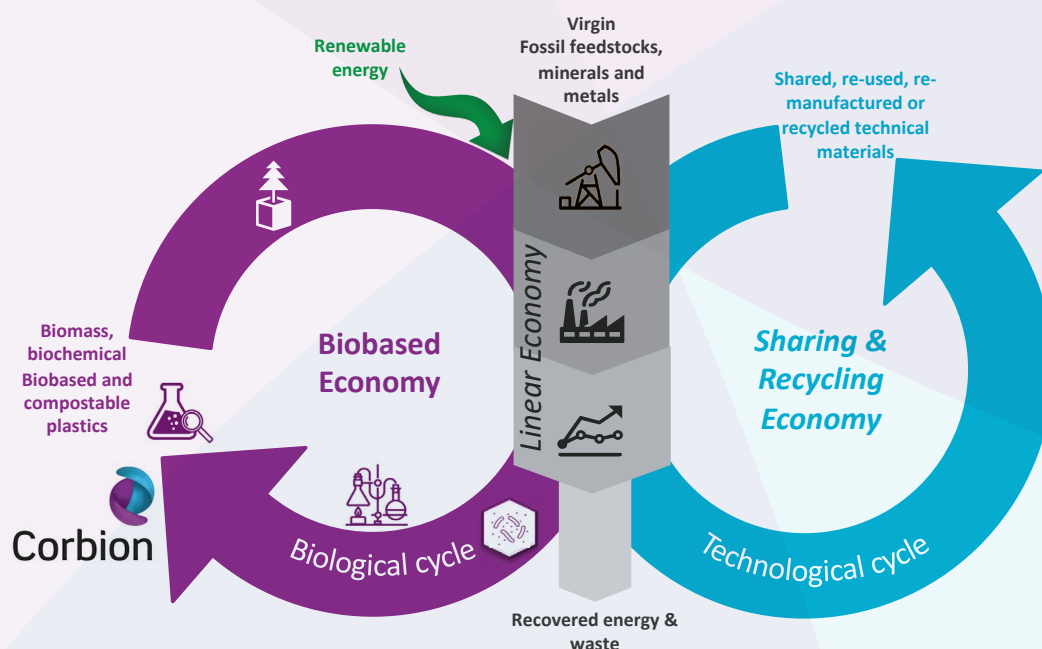 Virgin
Fossil feedstocks,
minerals and
metals
Renewable
energy
Shared, re-used, re-
manufactured or
recycled technical
materials
Biomass,
biochemical
Biobased and
compostable
plastics
Biobased
Economy
Linear Economy
Sharing &
Recycling
Economy
Corbion
Biological cycle
Technological cycle
Recovered energy &
waste